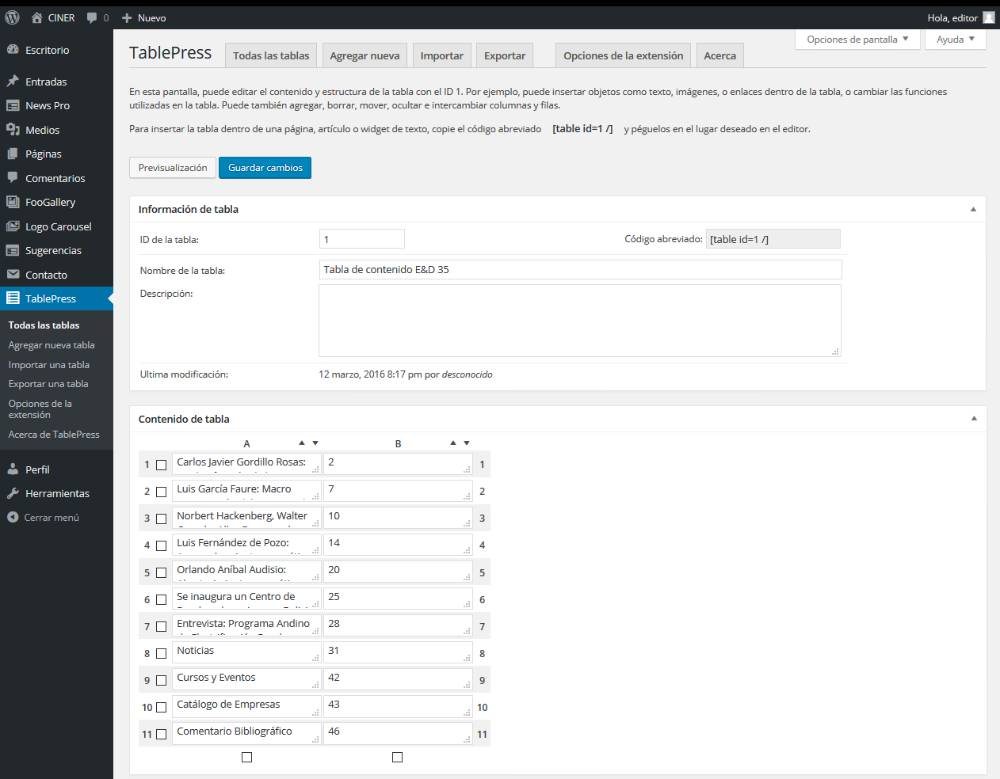 CINER 0 Nuevo Hola, editor
Escritorio
Entradas
News Pro
Medios
Páginas
Comentarios
FooGallery
Logo Carousel
Sugerencias
Contacto
TablePress
Todas las tablas
Agregar nueva tabla
Importar una tabla
Exportar una tabla
Opciones de la
extensión
Acerca de TablePress
Perfil
Herramientas
Cerrar menú
Opciones de pantalla Ayuda
TablePress Todas las tablas Agregar nueva Importar Exportar Opciones de la extensión Acerca
En esta pantalla, puede editar el contenido y estructura de la tabla con el ID 1. Por ejemplo, puede insertar objetos como texto, imágenes, o enlaces dentro de la tabla, o cambiar las funciones
utilizadas en la tabla. Puede también agregar, borrar, mover, ocultar e intercambiar columnas y filas.
Para insertar la tabla dentro de una página, artículo o widget de texto, copie el código abreviado [table id=1 /] y péguelos en el lugar deseado en el editor.
Previsualización Guardar cambios
Información de tabla
ID de la tabla: 1 Código abreviado: [table id=1 /]
Nombre de la tabla: Tabla de contenido E&D 35
Descripción:
Ultima modificación: 12 marzo, 2016 8:17 pm por desconocido
Contenido de tabla
A B
1 Carlos Javier Gordillo Rosas: 2 1
2 Luis García Faure: Macro 7 2
3 Norbert Hackenberg, Walter 10 3
4 Luis Fernández de Pozo: 14 4
5 Orlando Aníbal Audisio: 20 5
6 Se inaugura un Centro de 25 6
7 Entrevista: Programa Andino 28 7
8 Noticias 31 8
9 Cursos y Eventos 42 9
10 Catálogo de Empresas 43 10
11 Comentario Bibliográfico 46 11